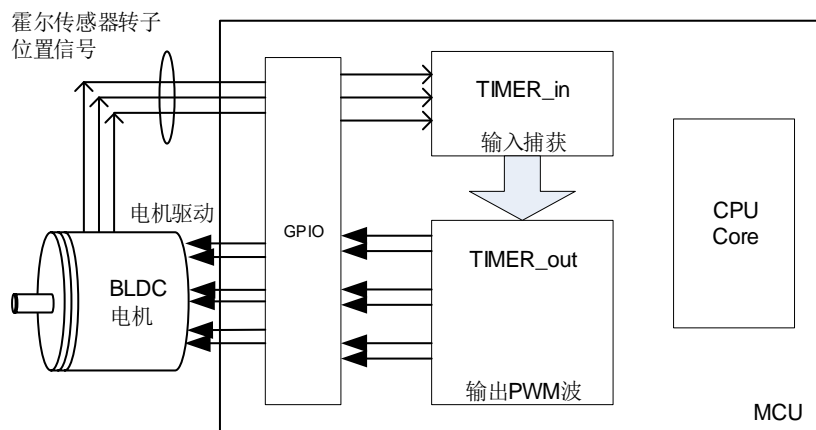 霍尔传感器转子
位置信号
TIMER_in
输入捕获
电机驱动
GPIO
CPU
Core
TIMER_out
BLDC
电机
输出PWM波
MCU